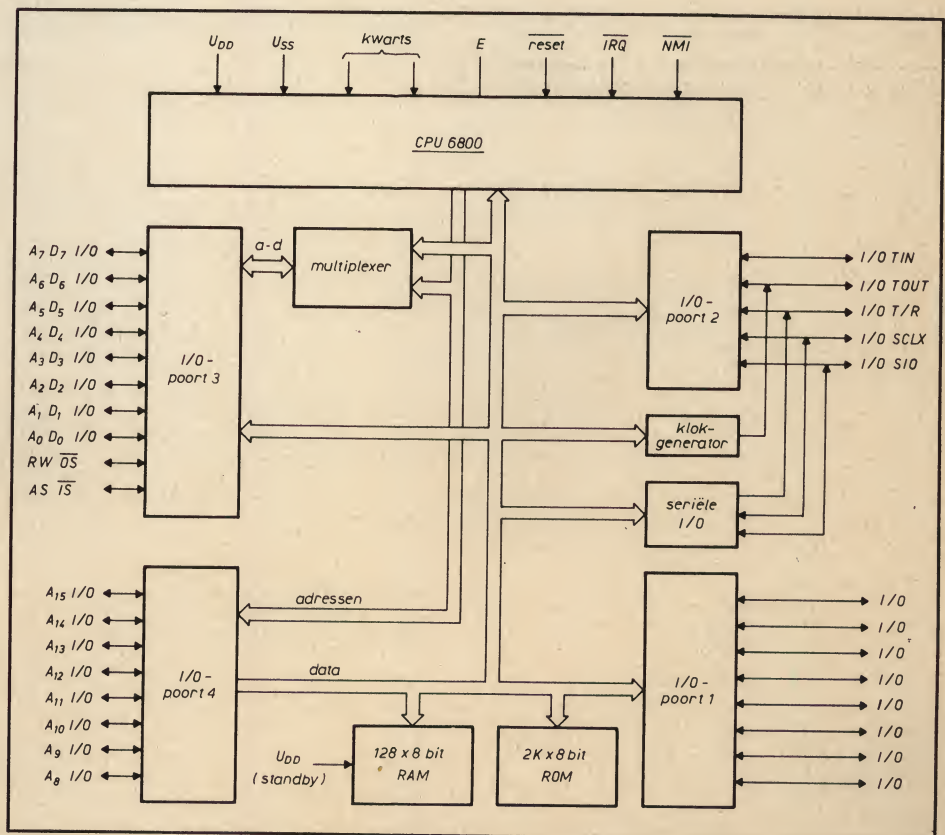 U_DD U_SS kwarts E reset IRQ NMI
CPU 6800
a-d
multiplexer
A7 D7 I/O
A6 D6 I/O
A5 D5 I/O
A4 D4 I/O
A3 D3 I/O
A2 D2 I/O
A1 D1 I/O
A0 D0 I/O
RW OS
AS IS
I/O-
poort 3
I/O-
poort 2
I/O TIN
I/O TOUT
I/O T/R
I/O SCLX
I/O SIO
klok-
generator
seriële
I/O
adressen
data
A15 I/O
A14 I/O
A13 I/O
A12 I/O
A11 I/O
A10 I/O
A9 I/O
A8 I/O
I/O-
poort 4
U_DD
(standby)
128 x 8 bit
RAM
2K x 8 bit
ROM
I/O-
poort 1
I/O
I/O
I/O
I/O
I/O
I/O
I/O
I/O